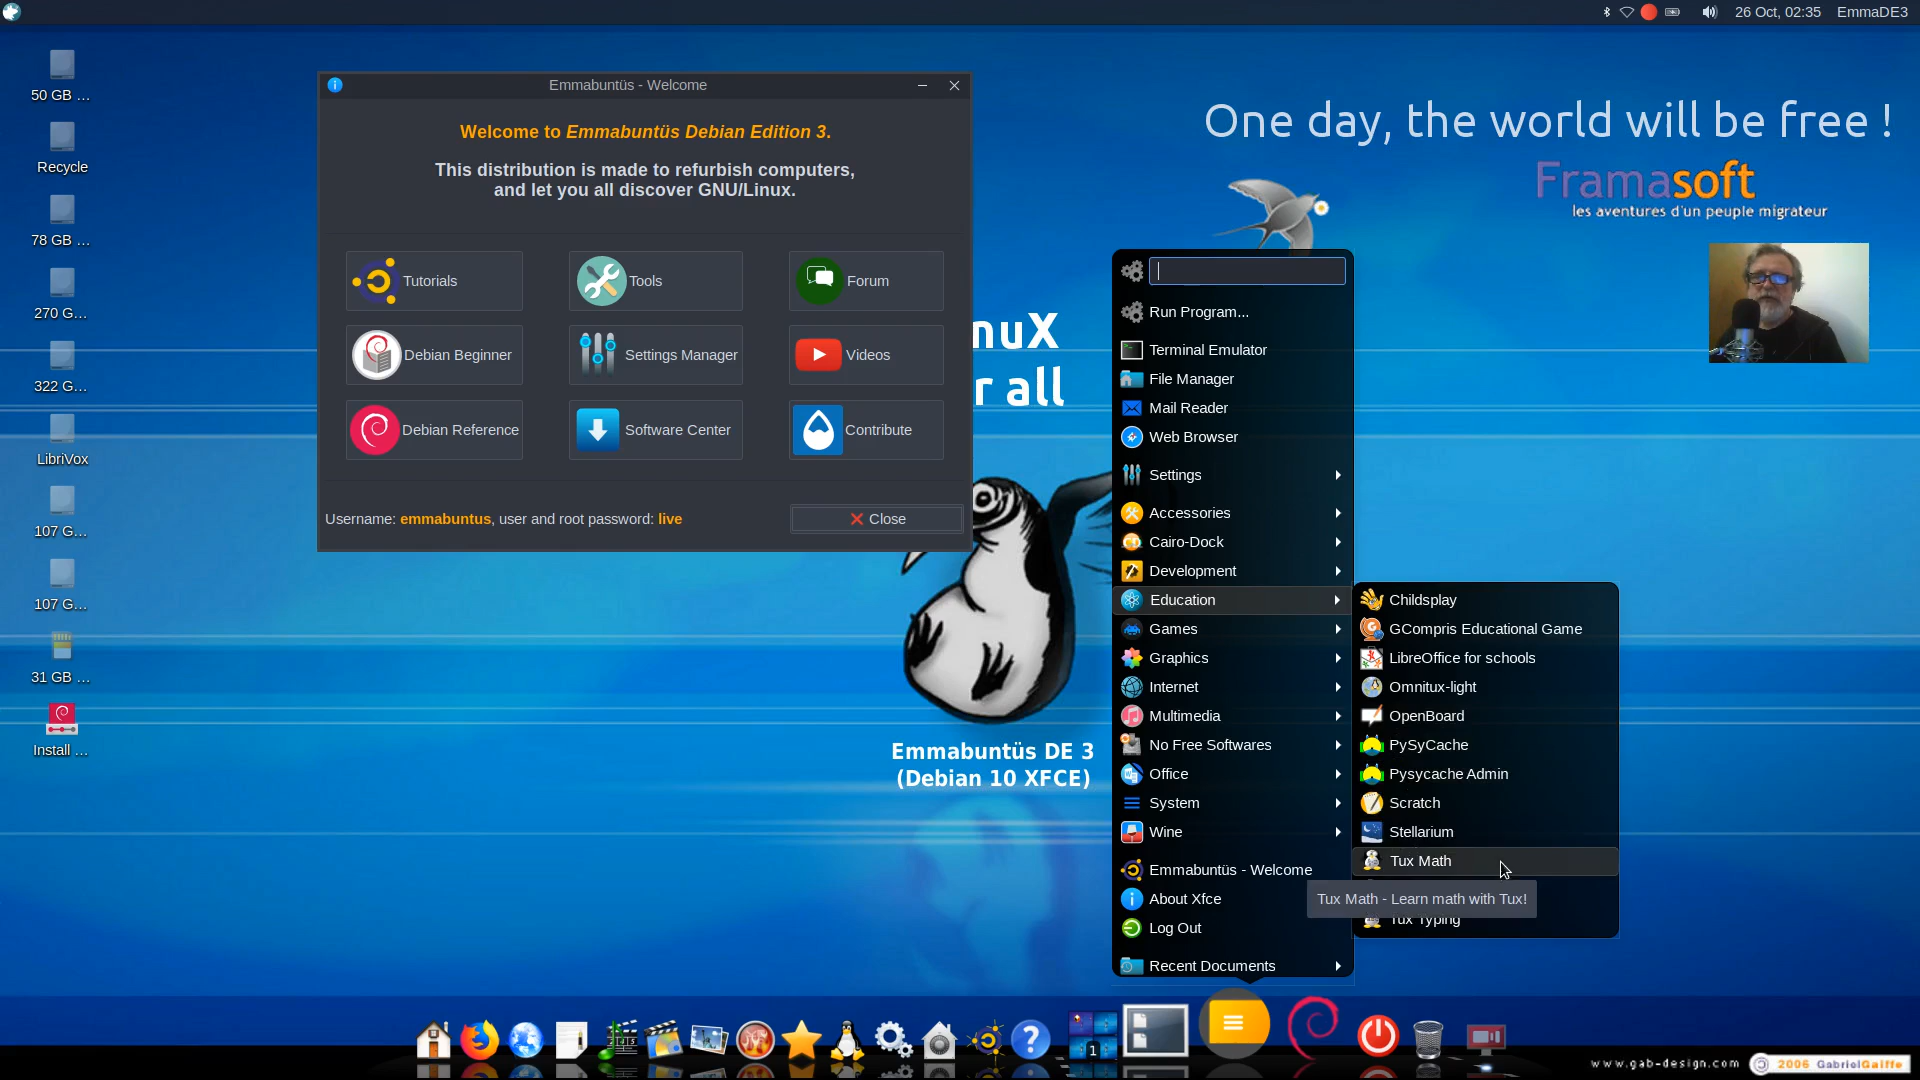 26 Oct, 02:35 EmmaDE3
50 GB ...
Recycle
78 GB ...
270 G...
322 G...
LibriVox
107 G...
107 G...
31 GB ...
Install ...
Emmabuntüs - Welcome
Welcome to Emmabuntüs Debian Edition 3.
This distribution is made to refurbish computers,
and let you all discover GNU/Linux.
Tutorials
Tools
Forum
Debian Beginner
Settings Manager
Videos
Debian Reference
Software Center
Contribute
Username: emmabuntus, user and root password: live
Close
One day, the world will be free !
Framasoft
les aventures d'un peuple migrateur
nuX
r all
Emmabuntüs DE 3
(Debian 10 XFCE)
Run Program...
Terminal Emulator
File Manager
Mail Reader
Web Browser
Settings
Accessories
Cairo-Dock
Development
Education
Games
Graphics
Internet
Multimedia
No Free Softwares
Office
System
Wine
Emmabuntüs - Welcome
About Xfce
Log Out
Recent Documents
Childsplay
GCompris Educational Game
LibreOffice for schools
Omnitux-light
OpenBoard
PySyCache
Pysycache Admin
Scratch
Stellarium
Tux Math
Tux Math - Learn math with Tux!
Tux Typing
1
www.gab-design.com
2006 GabrielGaiffe